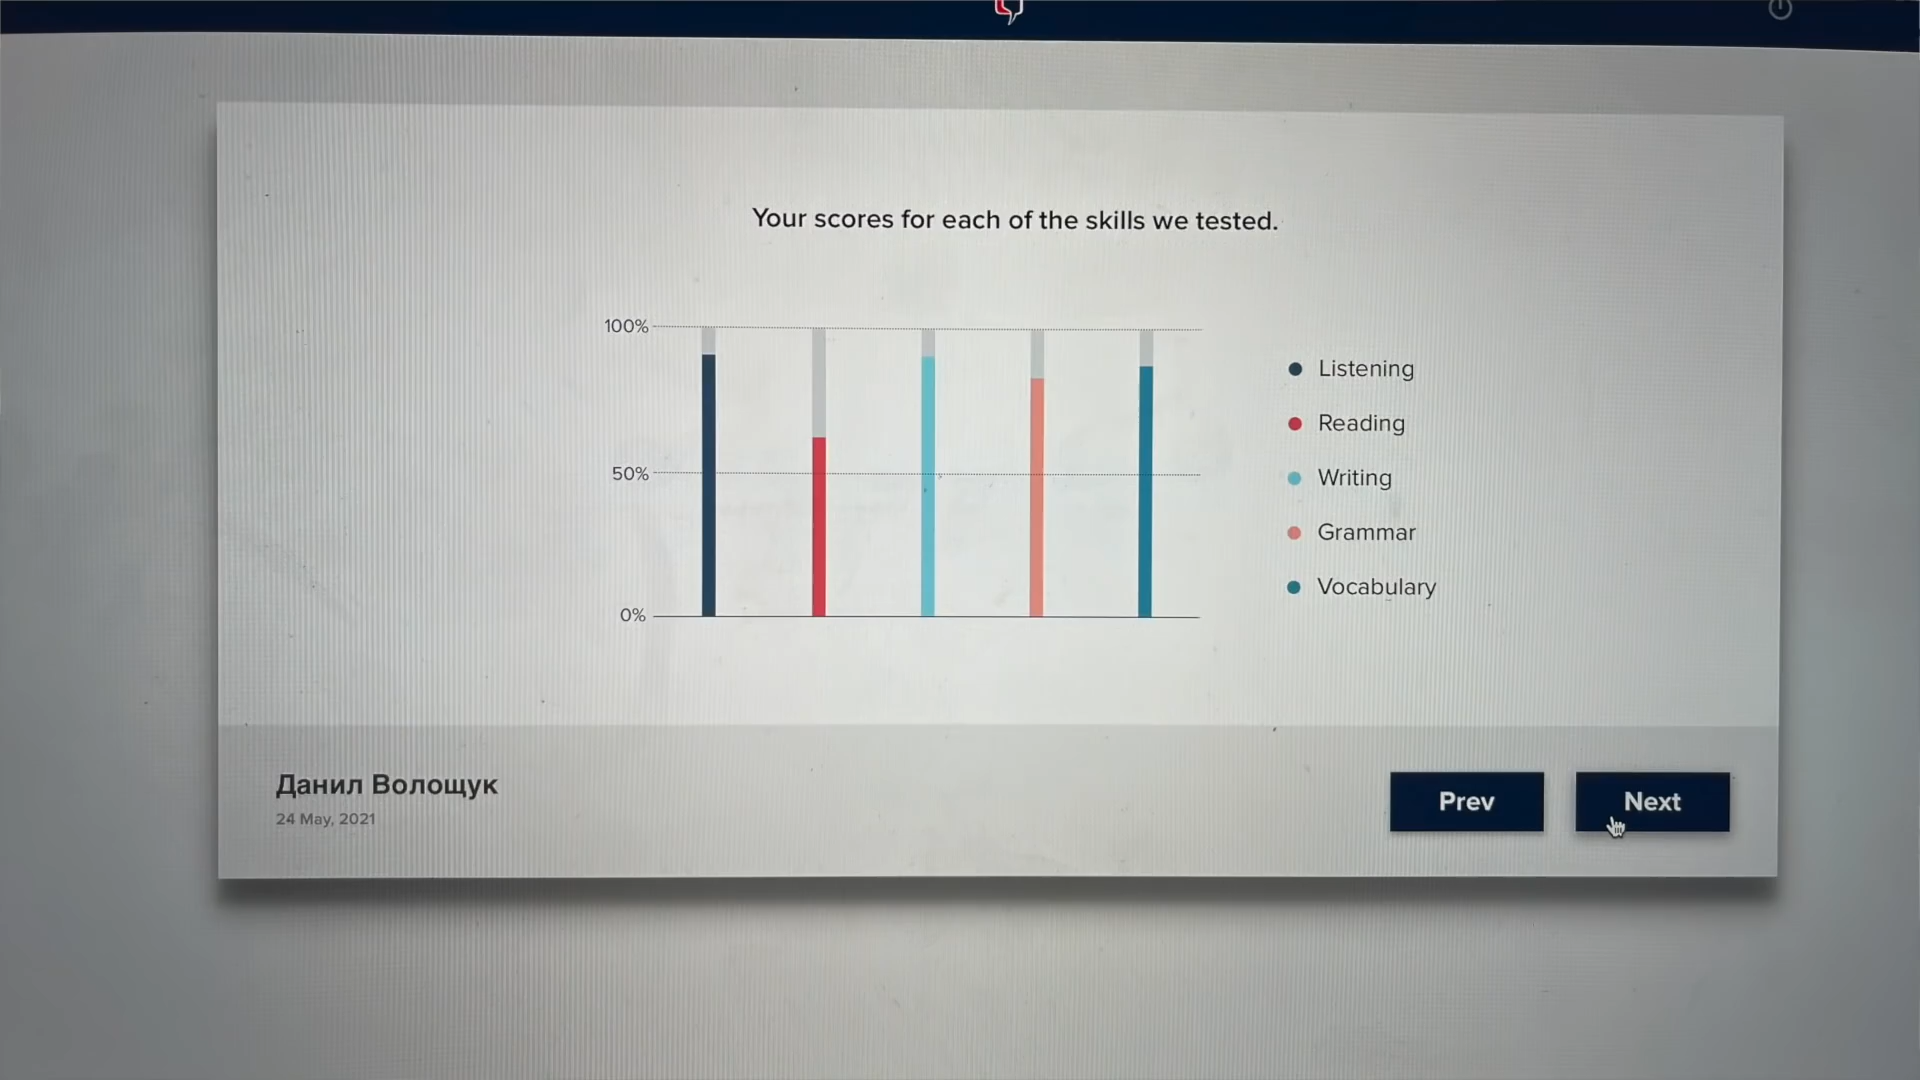 Your scores for each of the skills we tested.
100%
50%
0%
Listening
Reading
Writing
Grammar
Vocabulary
Данил Волощук
24 May, 2021
Prev
Next